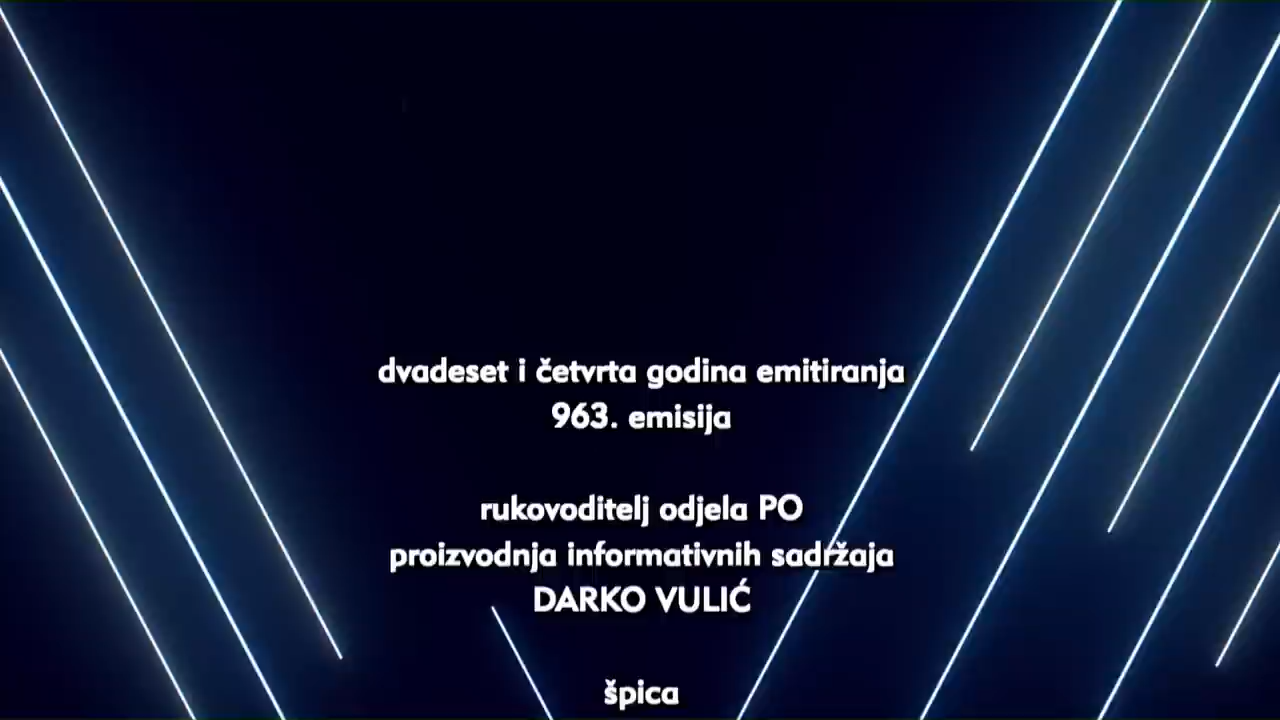 dvadeset i četvrta godina emitiranja
963. emisija
rukovoditelj odjela PO
proizvodnja informativnih sadržaja
DARKO VULIĆ
špica